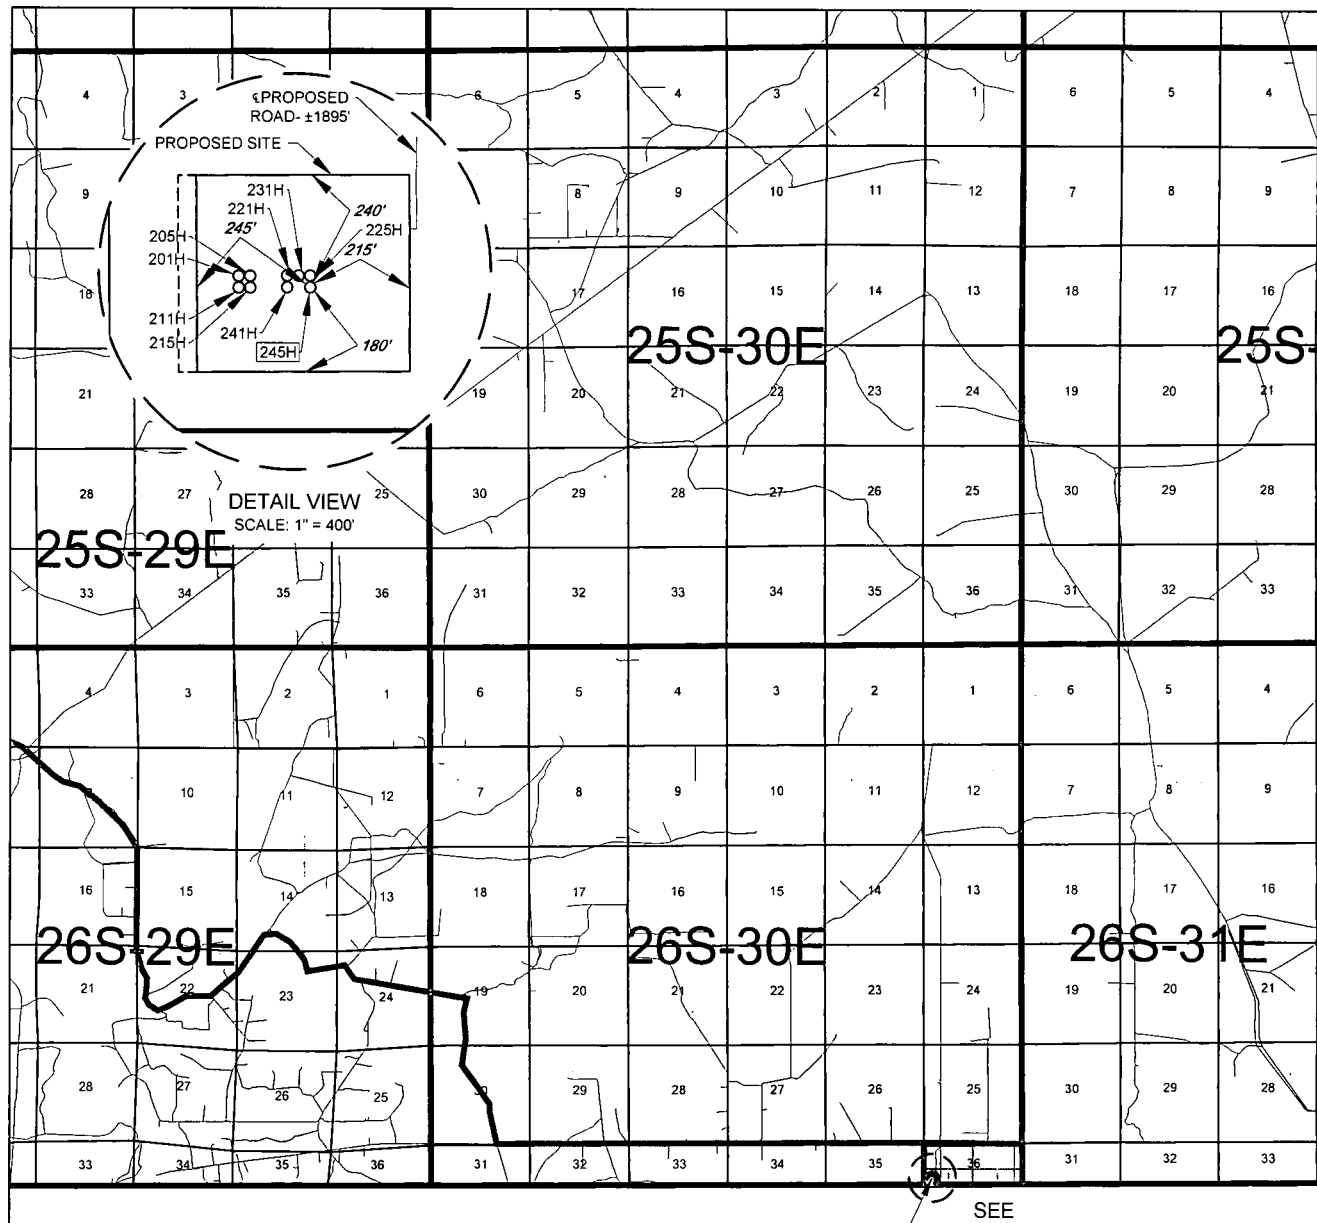 4 3 6 5 4 3 2 1 6 5 4
℄PROPOSED
ROAD- ±1895'
PROPOSED SITE
231H
221H
240'
245'
225H
205H
215'
201H
211H
241H
215H
245H
180'
9 8 9 10 11 12 7 8 9
16 17 16 15 14 13 18 17 16
25S-30E
25S-
21 19 20 21 22 23 24 19 20 21
DETAIL VIEW
SCALE: 1" = 400'
28 27 25 30 29 28 27 26 25 30 29 28
25S-29E
33 34 35 36 31 32 33 34 35 36 31 32 33
4 3 2 1 6 5 4 3 2 1 6 5 4
10 11 12 7 8 9 10 11 12 7 8 9
16 15 14 13 18 17 16 15 14 13 18 17 16
26S-29E
26S-30E
26S-31E
21 22 23 24 19 20 21 22 23 24 19 20 21
28 27 26 25 30 29 28 27 26 25 30 29 28
33 34 35 36 31 32 33 34 35 36 31 32 33
SEE